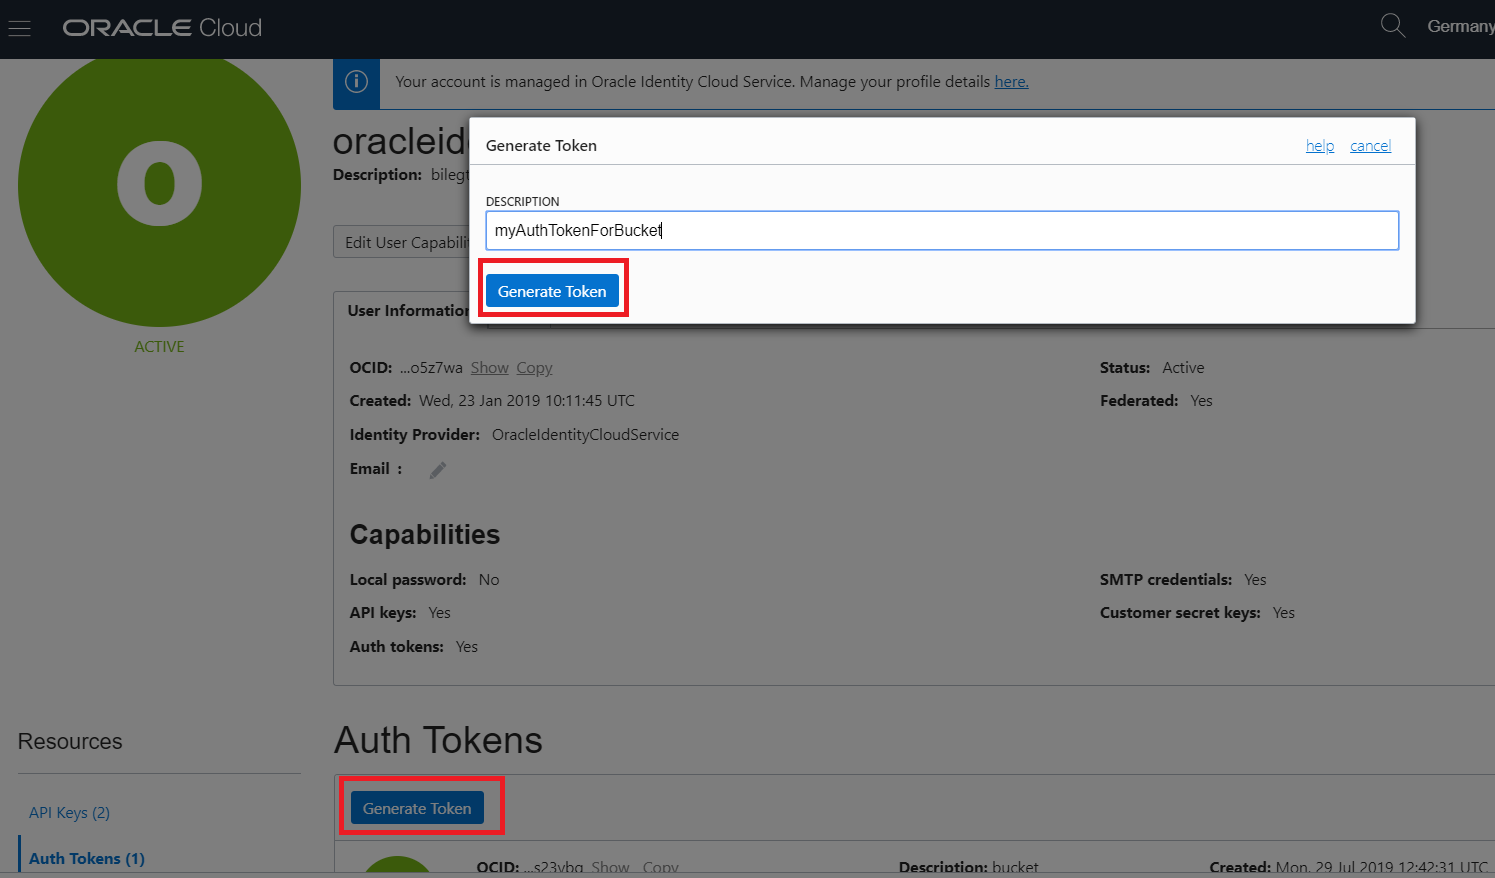 ORACLE Cloud
Germany
O
ACTIVE
Your account is managed in Oracle Identity Cloud Service. Manage your profile details here.
oracleid
Description: bilegt
Edit User Capabili
Generate Token
help cancel
DESCRIPTION
myAuthTokenForBucket
Generate Token
User Information
OCID: ...o5z7wa Show Copy
Status: Active
Created: Wed, 23 Jan 2019 10:11:45 UTC
Federated: Yes
Identity Provider: OracleIdentityCloudService
Email :
Capabilities
Local password: No
SMTP credentials: Yes
API keys: Yes
Customer secret keys: Yes
Auth tokens: Yes
Resources
API Keys (2)
Auth Tokens (1)
Auth Tokens
Generate Token
OCID: ...s23vbq Show Copy
Description: bucket
Created: Mon, 29 Jul 2019 12:42:31 UTC